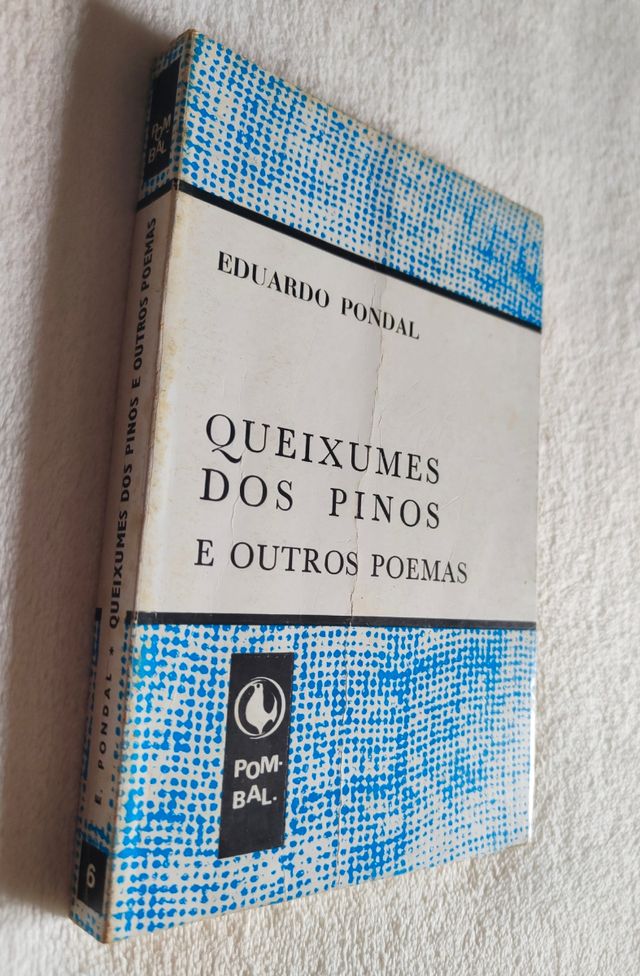 EDUARDO PONDAL
QUEIXUMES
DOS PINOS
E OUTROS POEMAS
POM-
BAL.
POM
BAL
E. PONDAL * QUEIXUMES DOS PINOS E OUTROS POEMAS
6